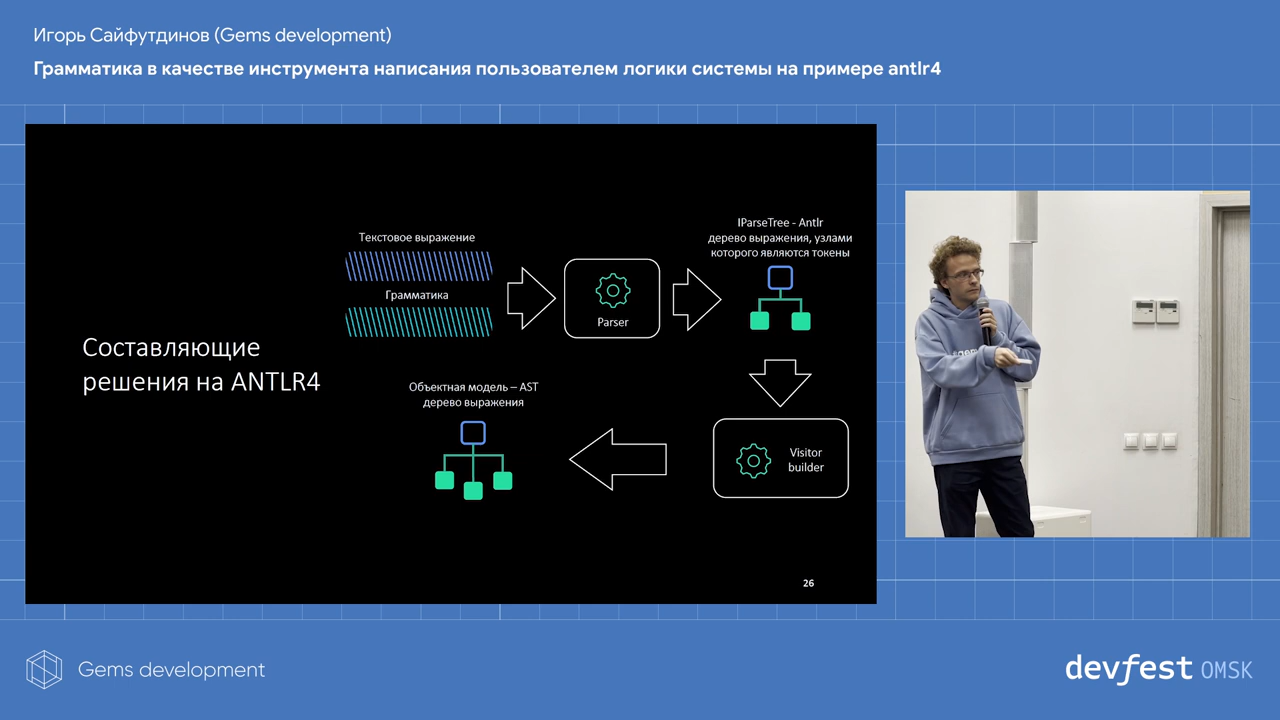 Игорь Сайфутдинов (Gems development)
Грамматика в качестве инструмента написания пользователем логики системы на примере antlr4
Составляющие
решения на ANTLR4
Текстовое выражение
Грамматика
Parser
IParseTree - Antlr
дерево выражения, узлами
которого являются токены
Visitor
builder
Объектная модель – AST
дерево выражения
26
Gems development
devfest OMSK